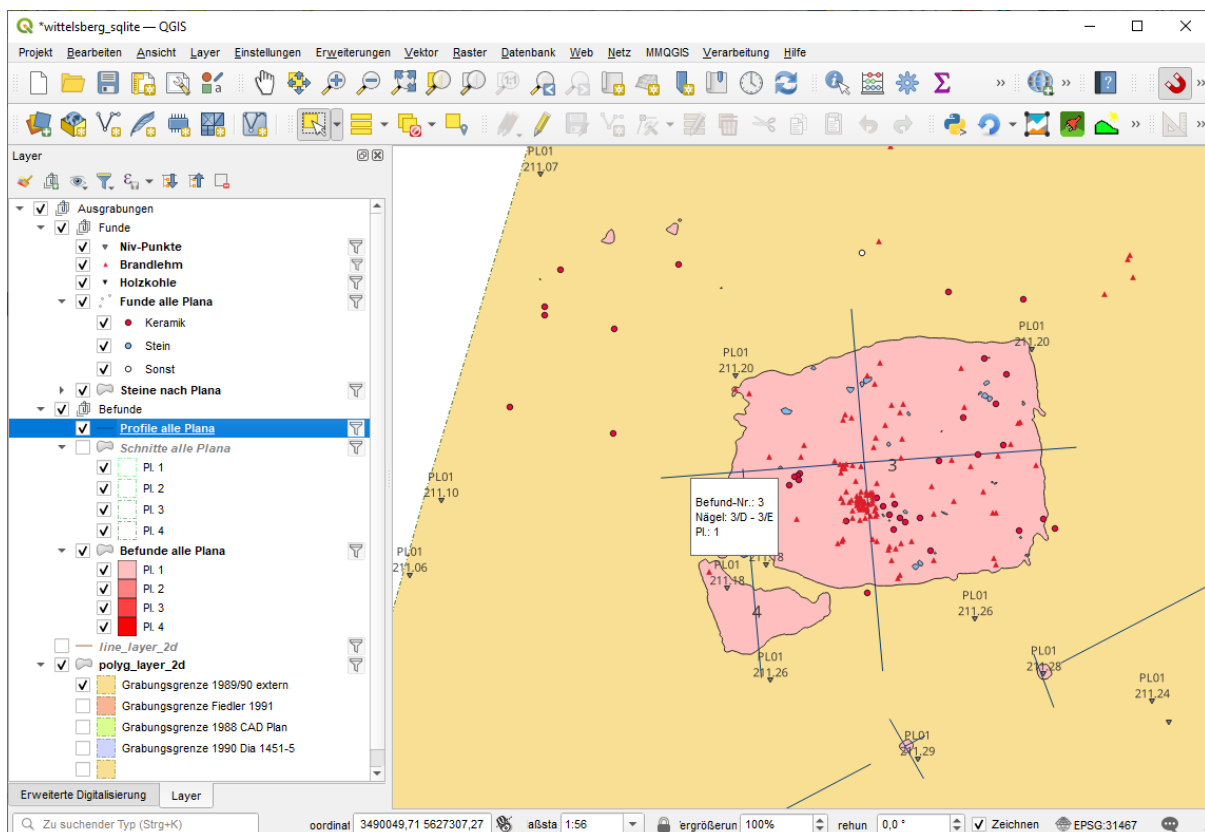 *wittelsberg_sqlite — QGIS
Projekt Bearbeiten Ansicht Layer Einstellungen Erweiterungen Vektor Raster Datenbank Web Netz MMQGIS Verarbeitung Hilfe
Layer
Ausgrabungen
Funde
Niv-Punkte
Brandlehm
Holzkohle
Funde alle Plana
Keramik
Stein
Sonst
Steine nach Plana
Befunde
Profile alle Plana
Schnitte alle Plana
Pl. 1
Pl. 2
Pl. 3
Pl. 4
Befunde alle Plana
Pl. 1
Pl. 2
Pl. 3
Pl. 4
line_layer_2d
polyg_layer_2d
Grabungsgrenze 1989/90 extern
Grabungsgrenze Fiedler 1991
Grabungsgrenze 1988 CAD Plan
Grabungsgrenze 1990 Dia 1451-5
Erweiterte Digitalisierung Layer
PL01
211.07
PL01
211.20
PL01
211.20
3
PL01
211.10
Befund-Nr.: 3
Nägel: 3/D - 3/E
Pl.: 1
PL01
211.06
PL01
211.18
4
PL01
211.26
PL01
211.26
PL01
211.28
PL01
211.24
PL01
211.29
Zu suchender Typ (Strg+K) oordinat 3490049,71 5627307,27 aßsta 1:56 ergrößerun 100% rehun 0,0 ° Zeichnen EPSG:31467